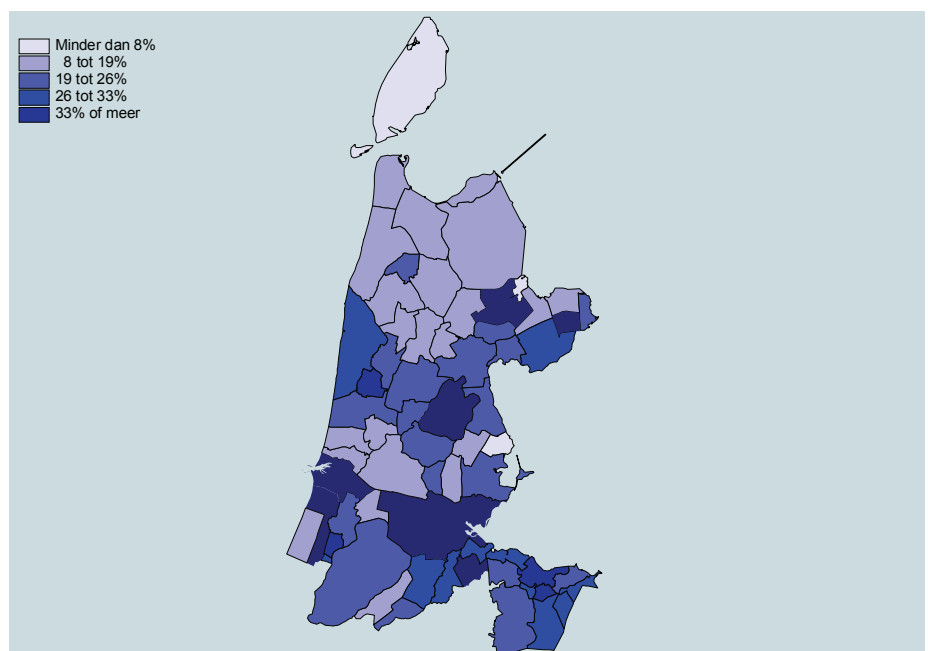 Minder dan 8%
8 tot 19%
19 tot 26%
26 tot 33%
33% of meer